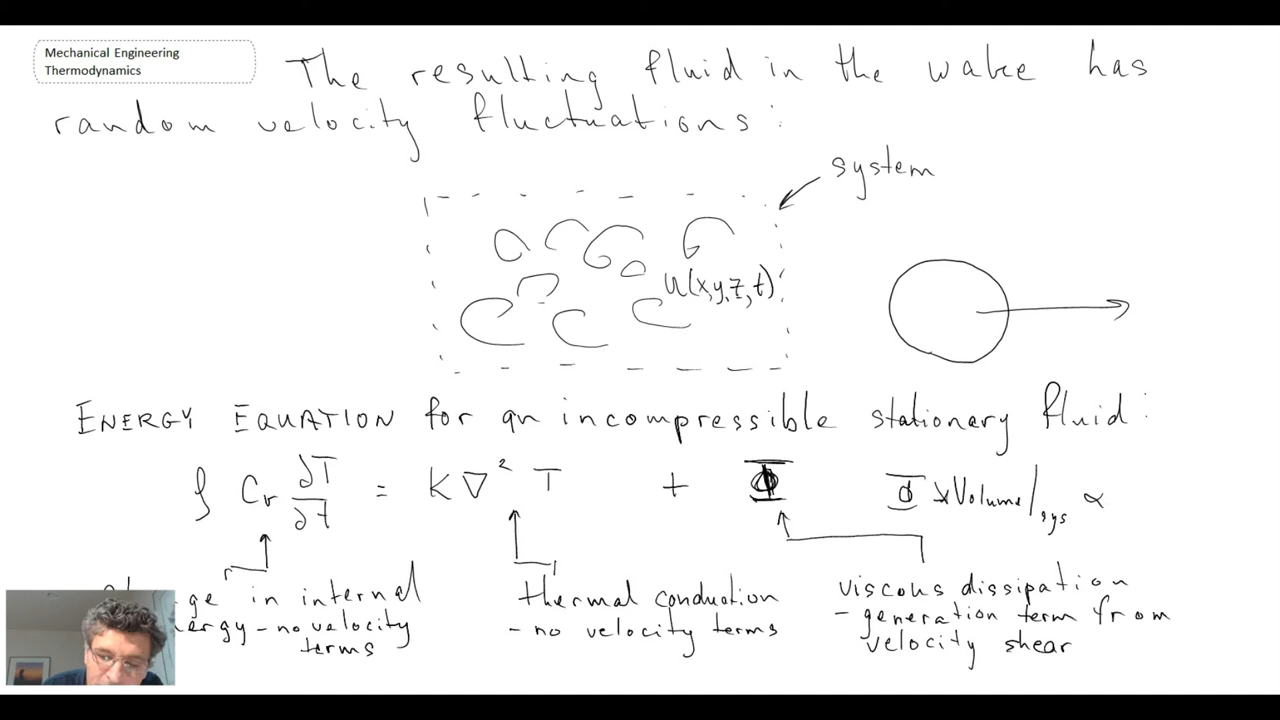 Mechanical Engineering
Thermodynamics
The resulting fluid in the wake has
random velocity fluctuations:
system
u(x,y,z,t)
ENERGY EQUATION for an incompressible stationary fluid:
ρ Cv ∂T/∂t = K∇² T + Φ Φ x Volume/sys ∝
in internal thermal conduction viscous dissipation
- no velocity - no velocity terms - generation term from
terms velocity shear